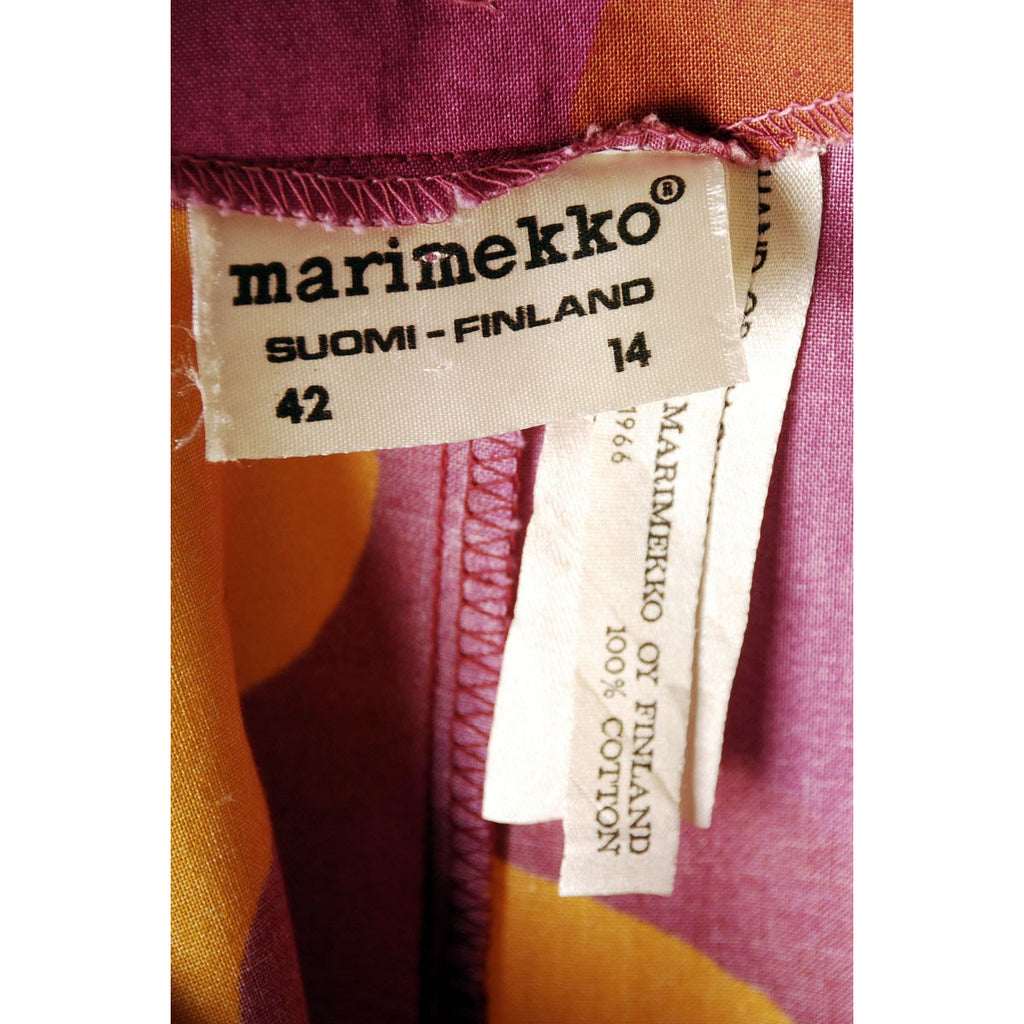 marimekko®
SUOMI - FINLAND
42 14
1966
MARIMEKKO OY FINLAND
100% COTTON